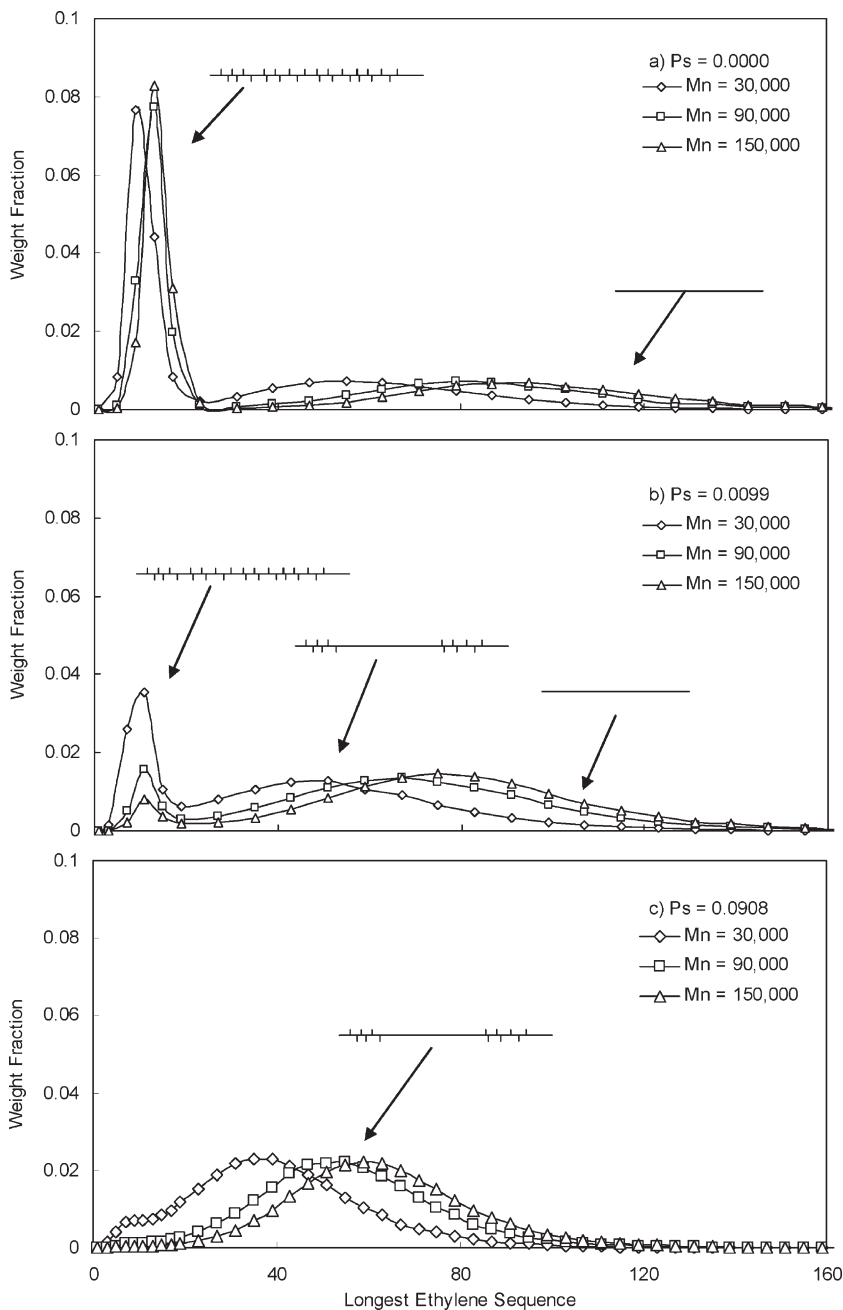 0.1
a) Ps = 0.0000
Mn = 30,000
0.08
Mn = 90,000
Mn = 150,000
0.06
Weight Fraction
0.04
0.02
0
0.1
b) Ps = 0.0099
0.08
Mn = 30,000
Mn = 90,000
0.06
Mn = 150,000
Weight Fraction
0.04
0.02
0
0.1
c) Ps = 0.0908
0.08
Mn = 30,000
Mn = 90,000
0.06
Mn = 150,000
Weight Fraction
0.04
0.02
0
0 40 80 120 160
Longest Ethylene Sequence